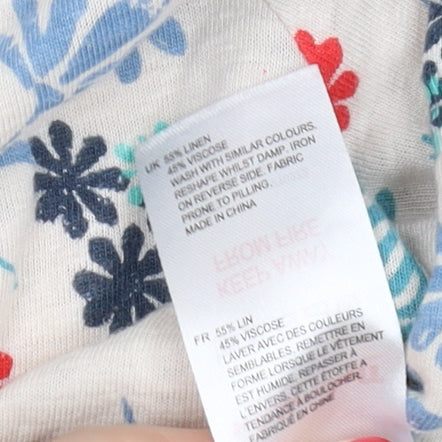 UK 55% LINEN
45% VISCOSE
WASH WITH SIMILAR COLOURS.
RESHAPE WHILST DAMP. IRON
ON REVERSE SIDE. FABRIC
PRONE TO PILLING.
MADE IN CHINA
KEEP AWAY
FROM FIRE
FR 55% LIN
45% VISCOSE
LAVER AVEC DES COULEURS
SEMBLABLES. REMETTRE EN
FORME LORSQUE LE VÊTEMENT
EST HUMIDE. REPASSER À
L'ENVERS. CETTE ÉTOFFE A
TENDANCE À BOULOCHER.
FABRIQUÉ EN CHINE